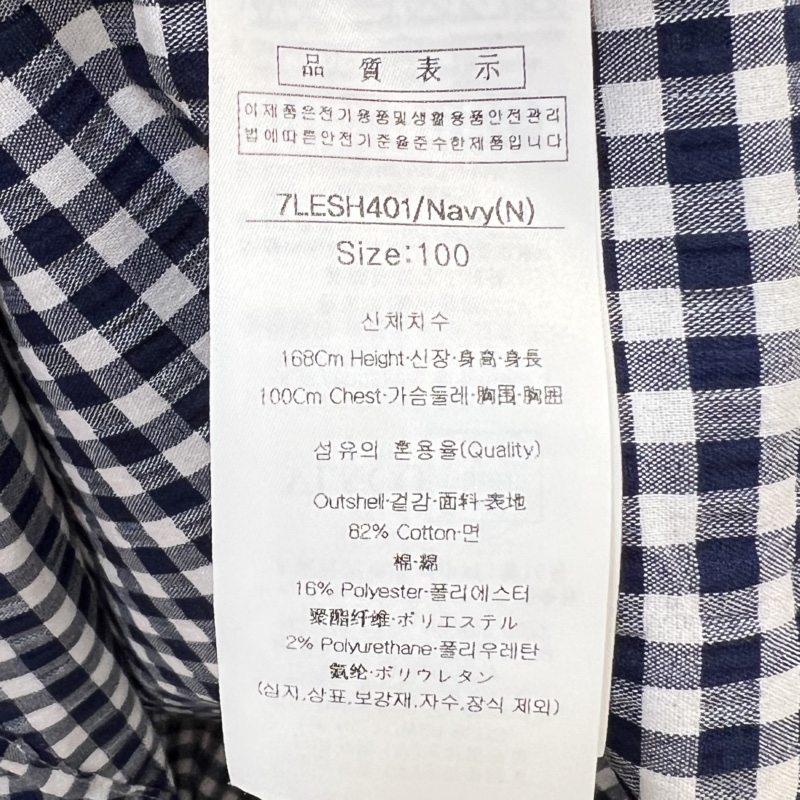 品質表示
이 제품은전기용품및생활용품안전관리
법에따른안전기준을준수한제품입니다
7LESH401/Navy(N)
Size:100
신체치수
168Cm Height·신장·身高·身長
100Cm Chest·가슴둘레·胸围·胸囲
섬유의 혼용율(Quality)
Outshell·겉감·面料·表地
82% Cotton·면
棉·綿
16% Polyester·폴리에스터
聚酯纤维·ポリエステル
2% Polyurethane·폴리우레탄
氨纶·ポリウレタン
(심지,상표,보강재,자수,장식 제외)